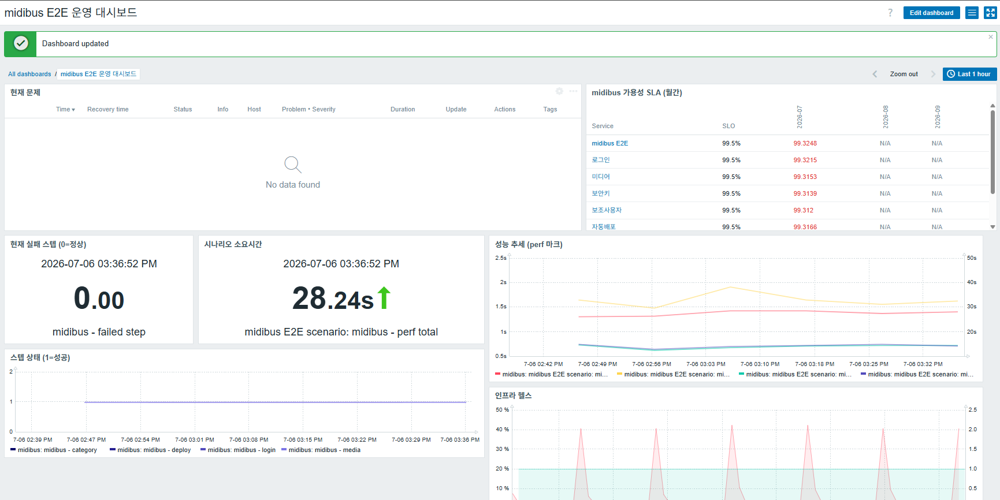 midibus E2E 운영 대시보드
? Edit dashboard
Dashboard updated
All dashboards / midibus E2E 운영 대시보드
Zoom out Last 1 hour
현재 문제
Time Recovery time Status Info Host Problem • Severity Duration Update Actions Tags
No data found
midibus 가용성 SLA (월간)
Service SLO 2026-07 2026-08 2026-09
midibus E2E 99.5% 99.3248 N/A N/A
로그인 99.5% 99.3215 N/A N/A
미디어 99.5% 99.3153 N/A N/A
보안키 99.5% 99.3139 N/A N/A
보조사용자 99.5% 99.312 N/A N/A
자동배포 99.5% 99.3166 N/A N/A
현재 실패 스텝 (0=정상)
2026-07-06 03:36:52 PM
0.00
midibus - failed step
시나리오 소요시간
2026-07-06 03:36:52 PM
28.24s
midibus E2E scenario: midibus - perf total
성능 추세 (perf 마크)
2.5s 50s
2s 40s
1.5s 30s
1s 20s
0.5s
7-06 02:42 PM 7-06 02:49 PM 7-06 02:56 PM 7-06 03:03 PM 7-06 03:10 PM 7-06 03:18 PM 7-06 03:25 PM 7-06 03:32 PM
midibus: midibus E2E scenario: mi... midibus: midibus E2E scenario: mi... midibus: midibus E2E scenario: mi... midibus: midibus E2E scenario: mi...
스텝 상태 (1=성공)
2
1
0
7-06 02:39 PM 7-06 02:47 PM 7-06 02:54 PM 7-06 03:01 PM 7-06 03:08 PM 7-06 03:15 PM 7-06 03:22 PM 7-06 03:29 PM 7-06 03:36 PM
midibus: midibus - category midibus: midibus - deploy midibus: midibus - login midibus: midibus - media
인프라 헬스
50 % 2.5
40 % 2.0
30 % 1.5
20 % 1.0
10 % 0.5